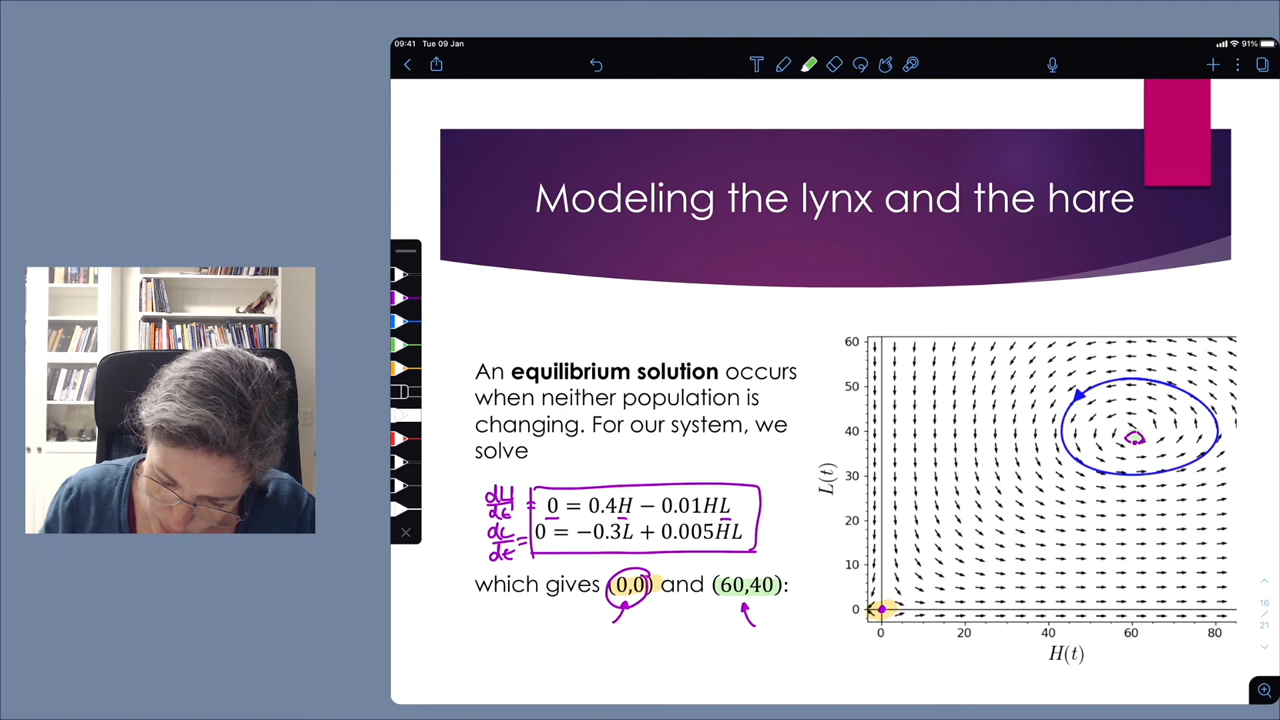 09:41 Tue 09 Jan
91%
Modeling the lynx and the hare
An equilibrium solution occurs
when neither population is
changing. For our system, we
solve
dH/dt = 0 = 0.4H − 0.01HL
dL/dt = 0 = −0.3L + 0.005HL
which gives (0,0) and (60,40):
L(t)
60
50
40
30
20
10
0
0 20 40 60 80
H(t)
16
/
21